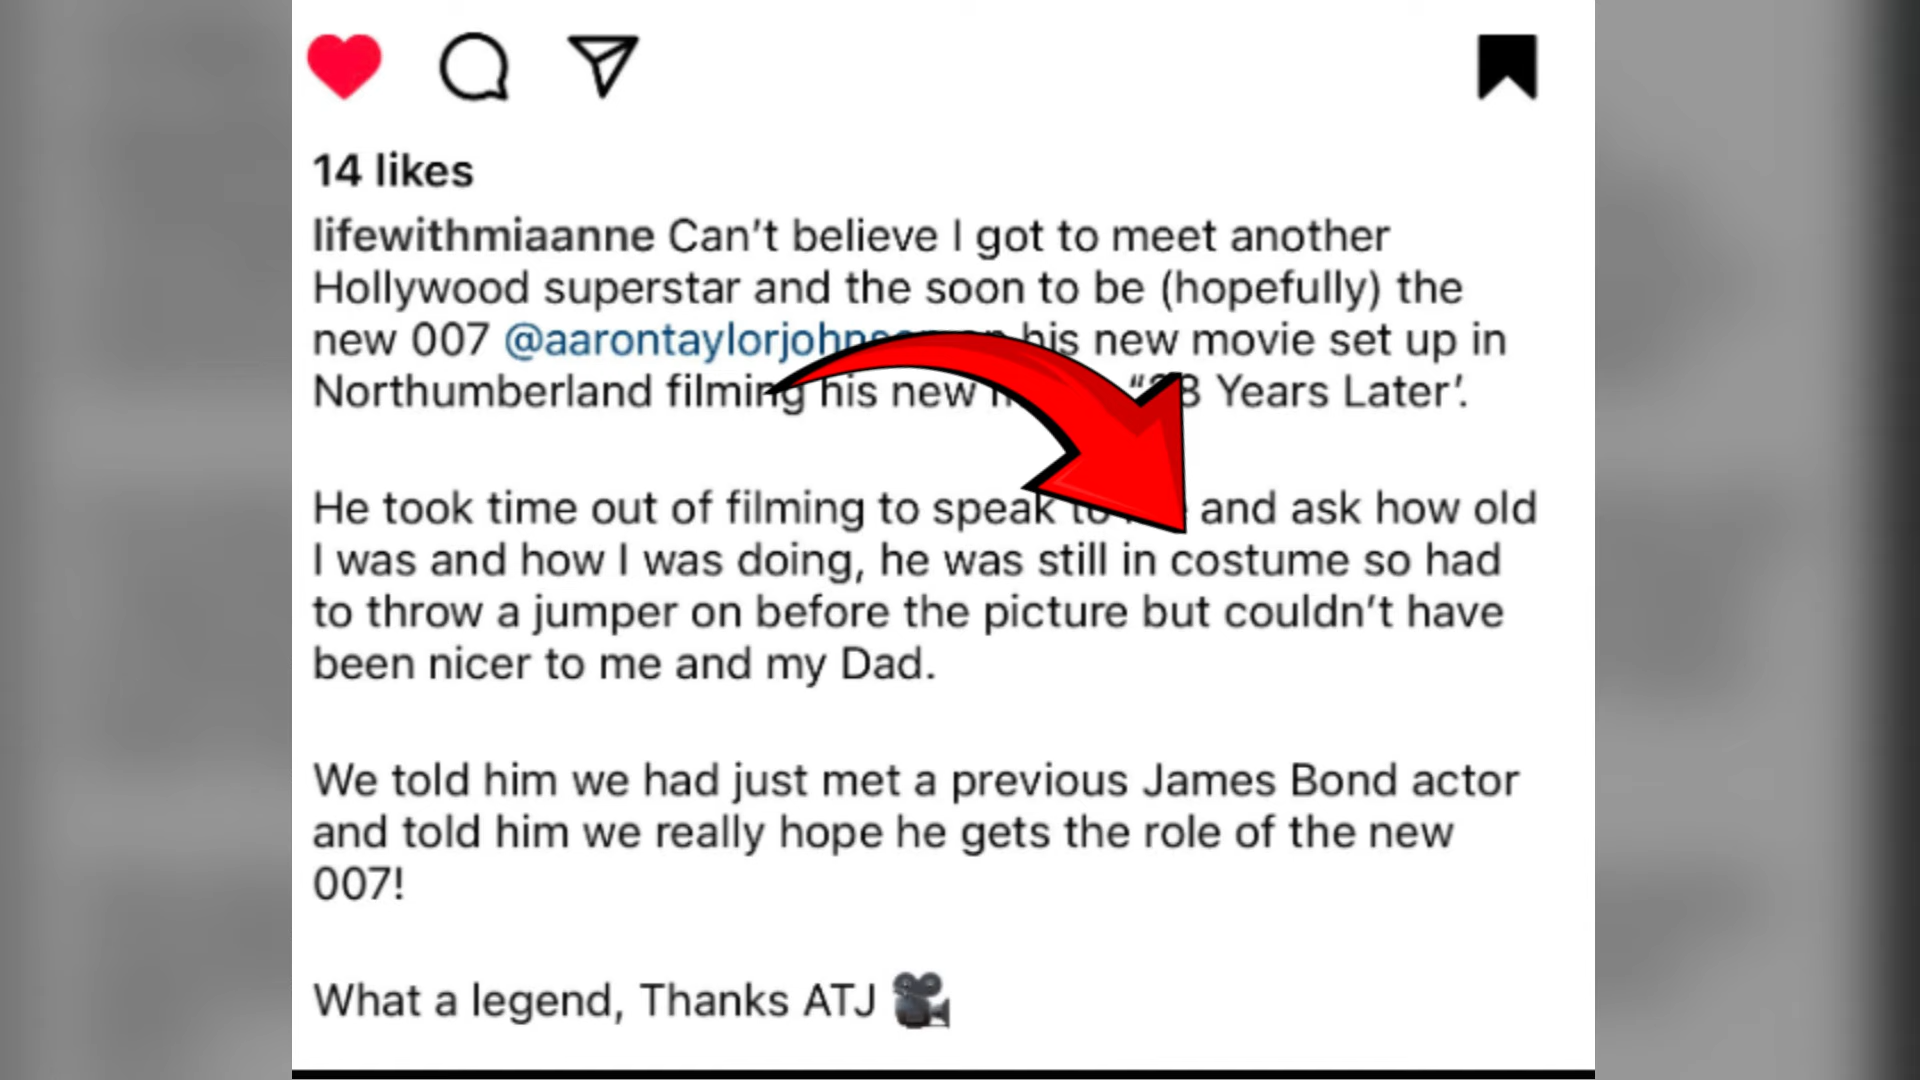 14 likes
lifewithmiaanne Can't believe I got to meet another
Hollywood superstar and the soon to be (hopefully) the
new 007 his new movie set up in
Northumberland filming his new Years Later'.
He took time out of filming to speak and ask how old
I was and how I was doing, he was still in costume so had
to throw a jumper on before the picture but couldn't have
been nicer to me and my Dad.
We told him we had just met a previous James Bond actor
and told him we really hope he gets the role of the new
007!
What a legend, Thanks ATJ